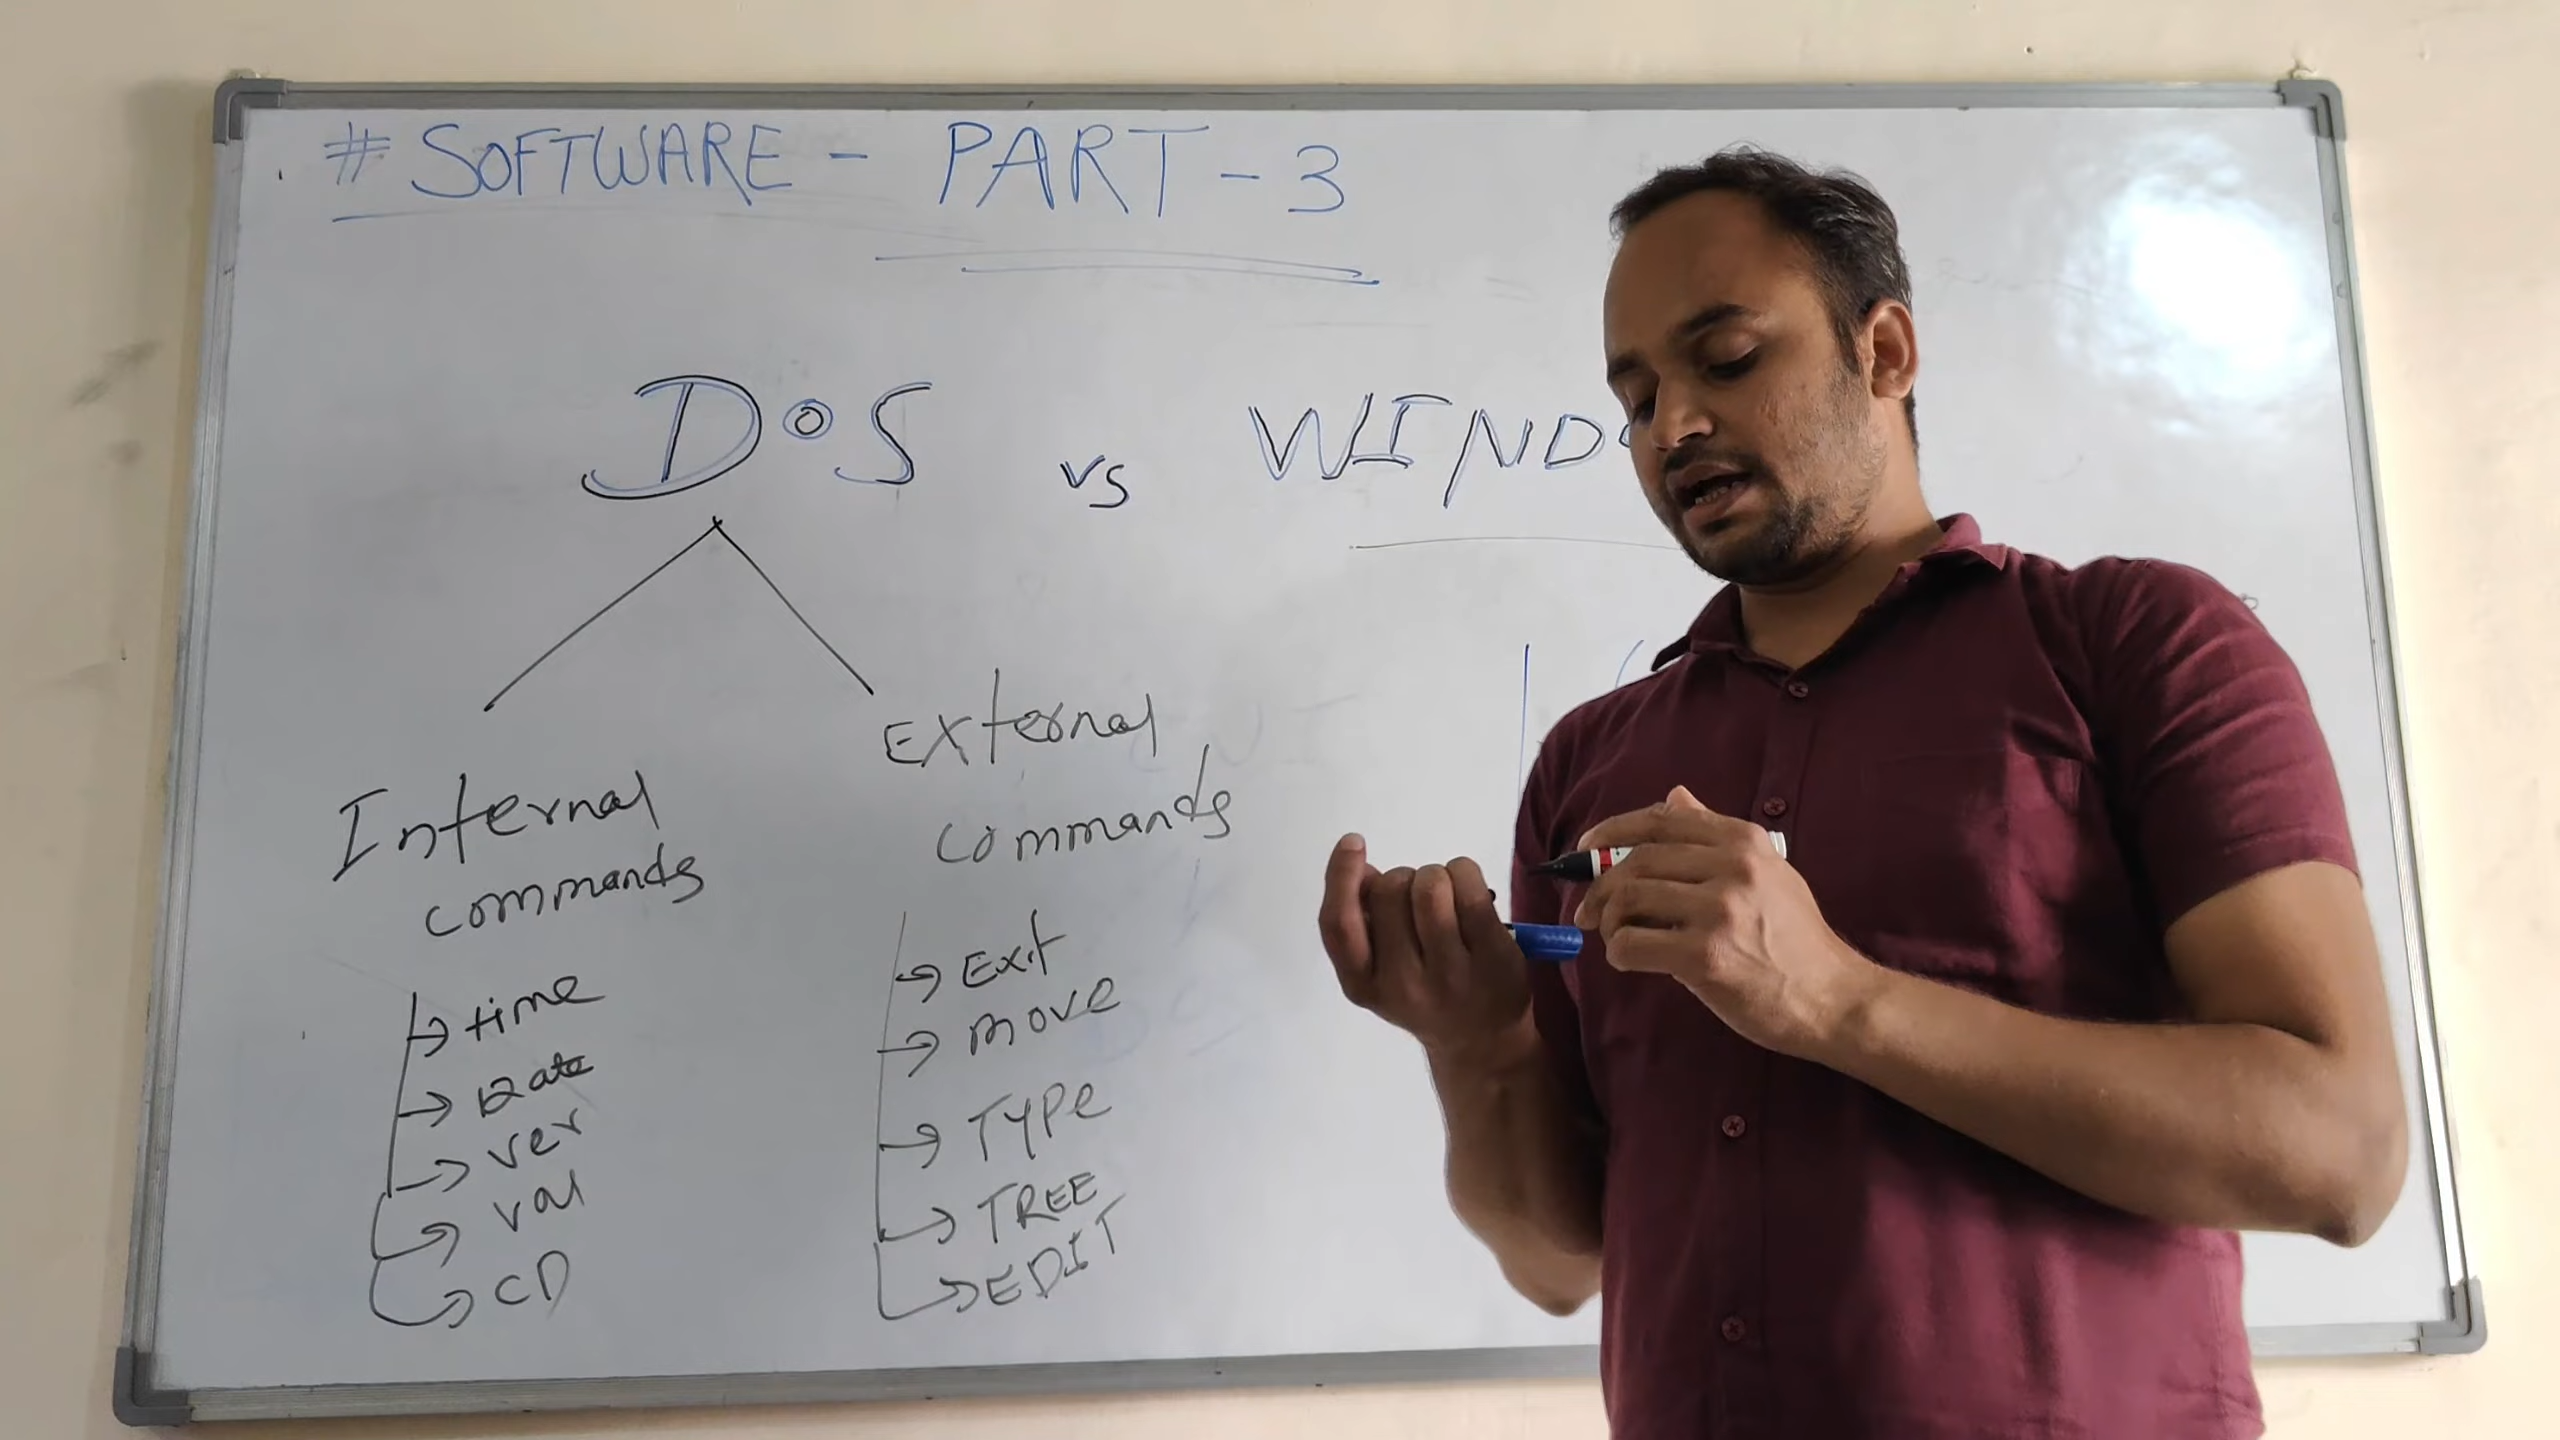 # SOFTWARE - PART - 3
DOS vs WINDO
Internal
commands
→ time
→ Date
→ ver
→ vol
→ CD
External
commands
→ Exit
→ move
→ TYPE
→ TREE
→ EDIT